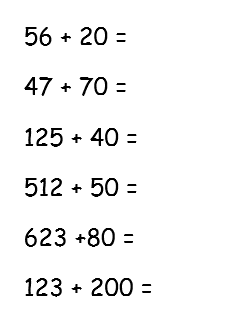 56 + 20 =
47 + 70 =
125 + 40 =
512 + 50 =
623 +80 =
123 + 200 =